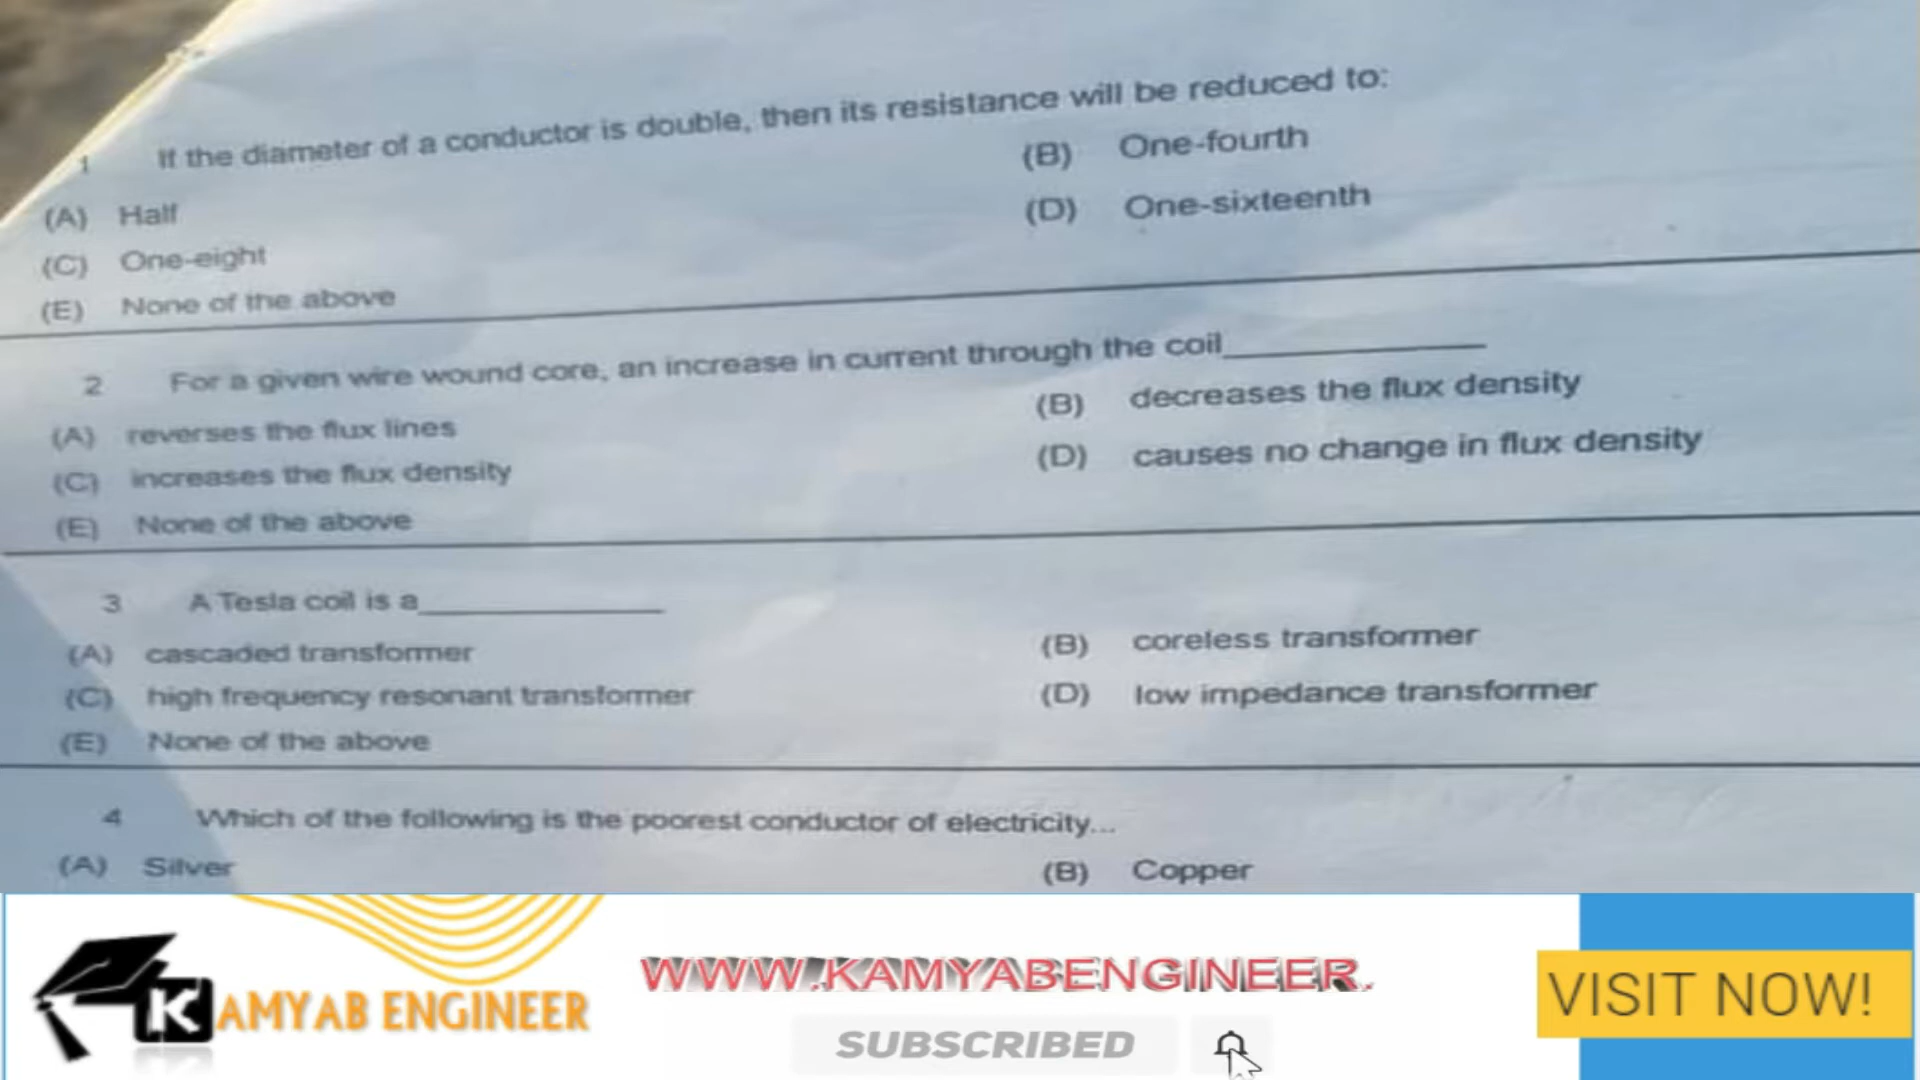 1 If the diameter of a conductor is double, then its resistance will be reduced to:
(A) Half (B) One-fourth
(C) One-eight (D) One-sixteenth
(E) None of the above
2 For a given wire wound core, an increase in current through the coil____________
(A) reverses the flux lines (B) decreases the flux density
(C) increases the flux density (D) causes no change in flux density
(E) None of the above
3 A Tesla coil is a____________
(A) cascaded transformer (B) coreless transformer
(C) high frequency resonant transformer (D) low impedance transformer
(E) None of the above
4 Which of the following is the poorest conductor of electricity...
(A) Silver (B) Copper
KAMYAB ENGINEER
WWW.KAMYABENGINEER.
VISIT NOW!
SUBSCRIBED